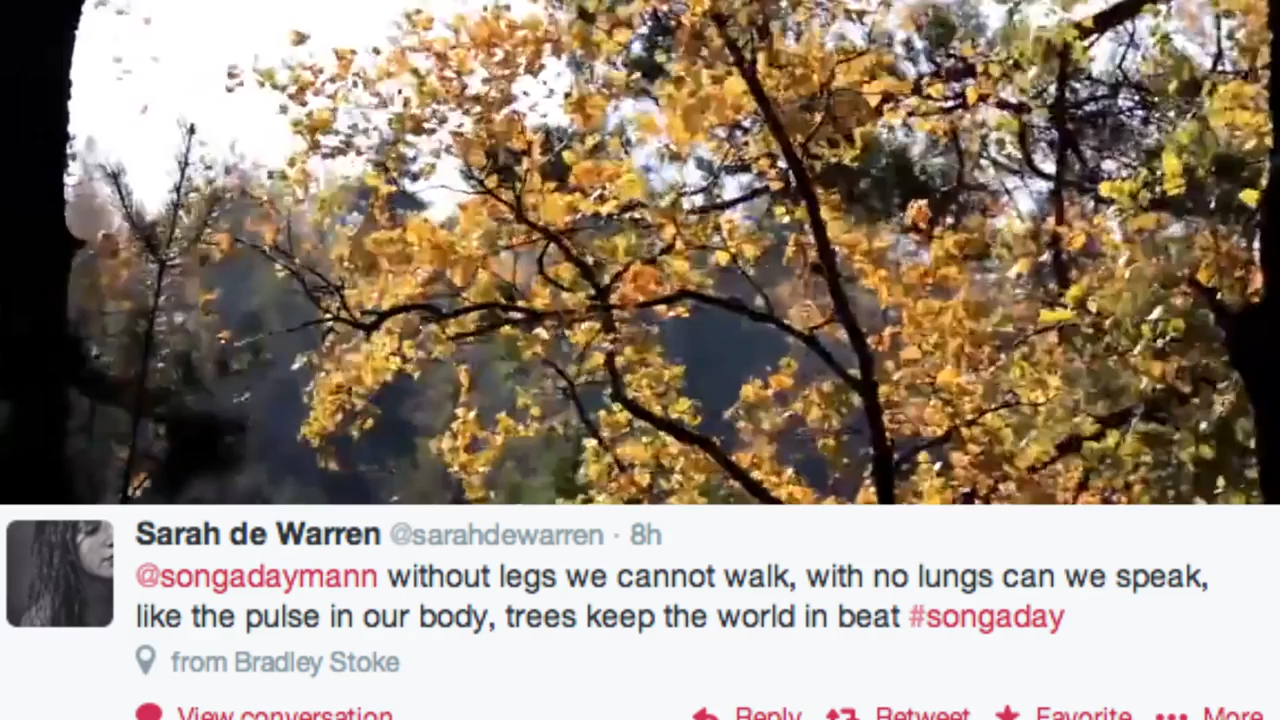 Sarah de Warren @sarahdewarren · 8h
@songadaymann without legs we cannot walk, with no lungs can we speak,
like the pulse in our body, trees keep the world in beat #songaday
from Bradley Stoke
View conversation Reply Retweet Favorite More